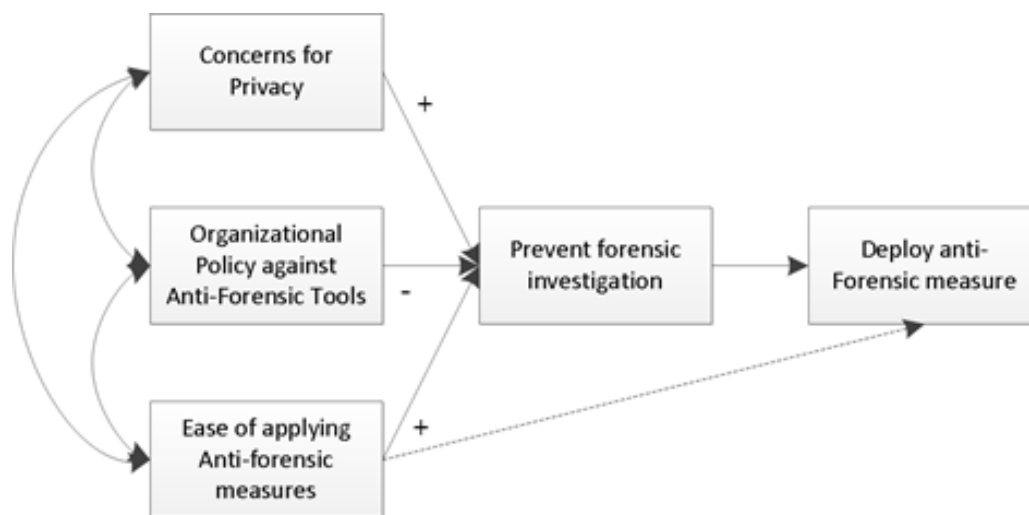 Concerns for
Privacy
+
Organizational
Policy against
Anti-Forensic Tools
-
Prevent forensic
investigation
Deploy anti-
Forensic measure
Ease of applying
Anti-forensic
measures
+